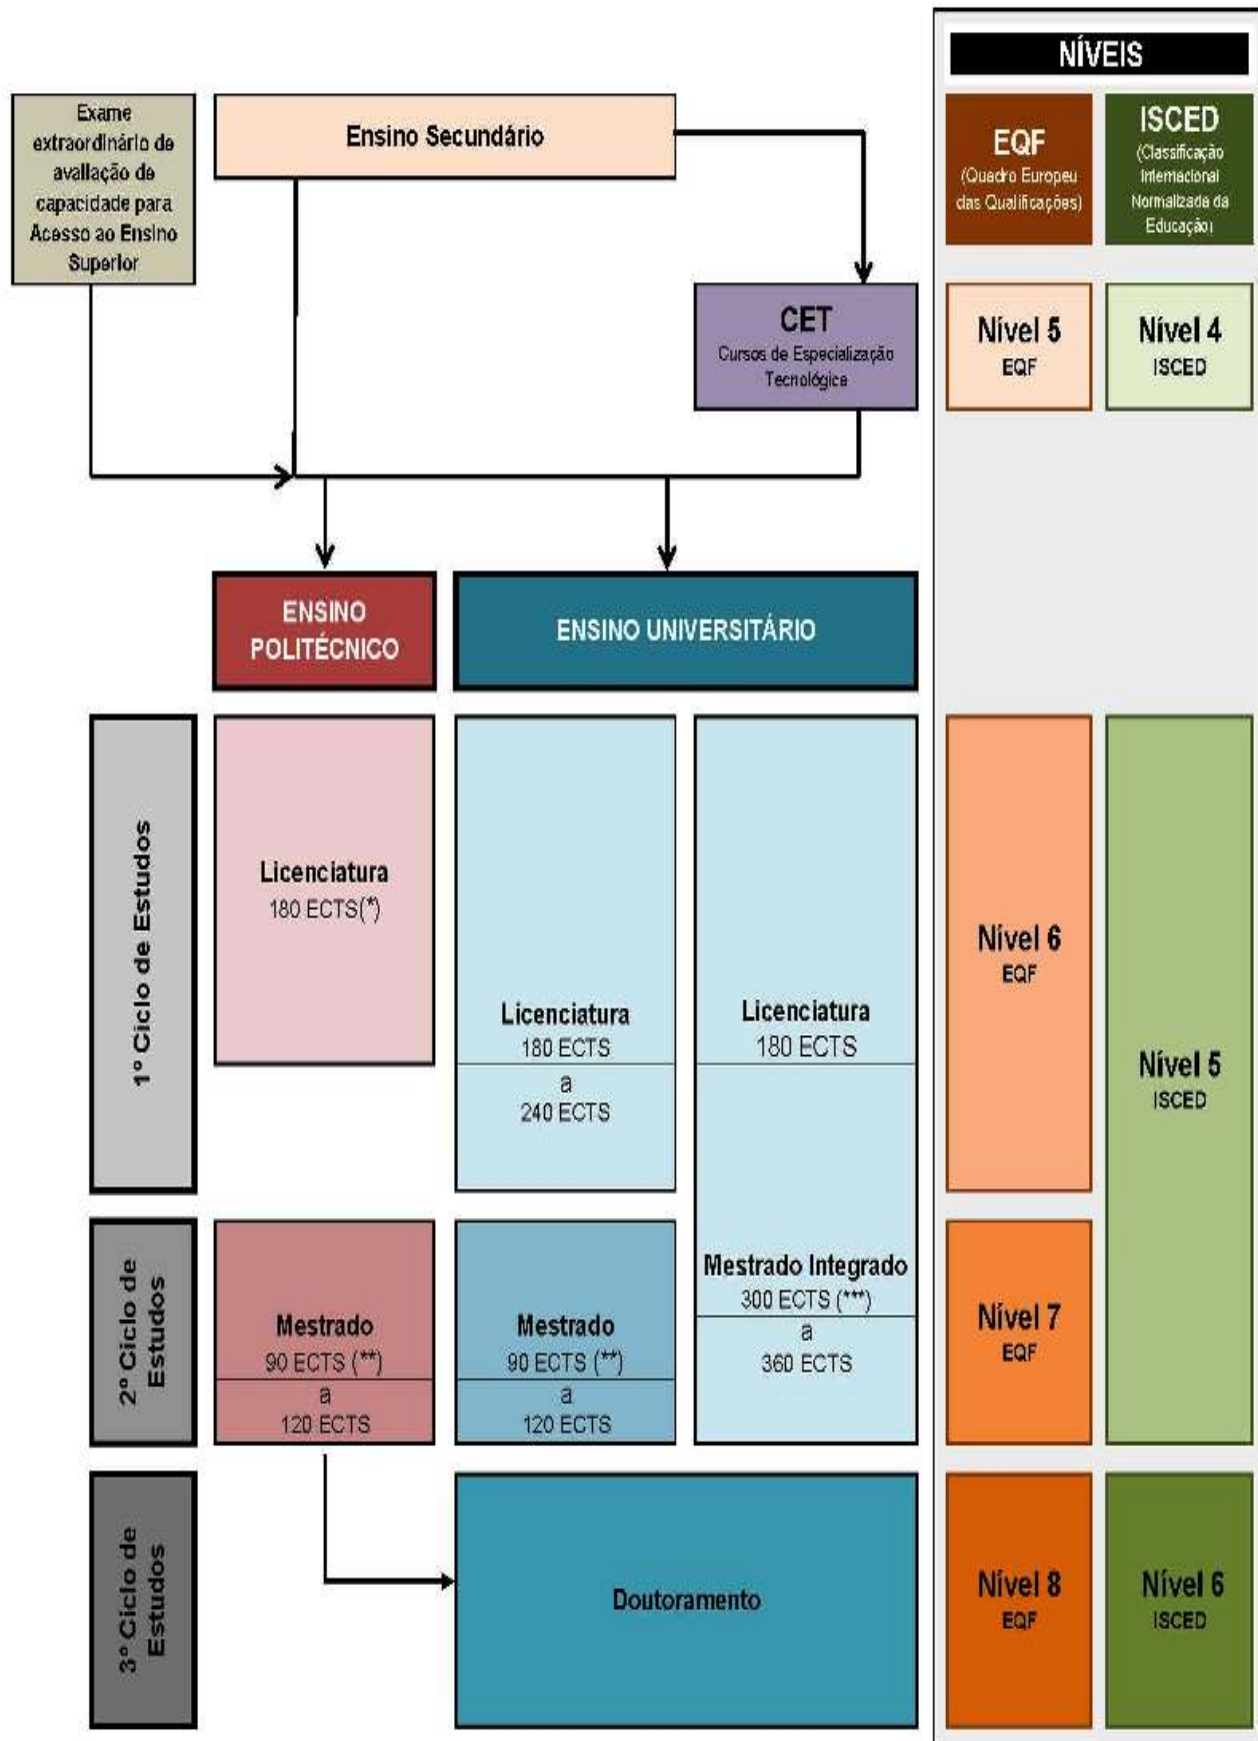 NÍVEIS
Exame
extraordinário de
avaliação de
capacidade para
Acesso ao Ensino
Superior
Ensino Secundário
EQF
(Quadro Europeu
das Qualificações)
ISCED
(Classificação
Internacional
Normalizada da
Educação)
CET
Cursos de Especialização
Tecnológica
Nível 5
EQF
Nível 4
ISCED
ENSINO
POLITÉCNICO
ENSINO UNIVERSITÁRIO
1º Ciclo de Estudos
Licenciatura
180 ECTS(*)
Licenciatura
180 ECTS
a
240 ECTS
Licenciatura
180 ECTS
Nível 6
EQF
Nível 5
ISCED
2º Ciclo de
Estudos
Mestrado
90 ECTS (**)
a
120 ECTS
Mestrado
90 ECTS (**)
a
120 ECTS
Mestrado Integrado
300 ECTS (***)
a
360 ECTS
Nível 7
EQF
3º Ciclo de
Estudos
Doutoramento
Nível 8
EQF
Nível 6
ISCED